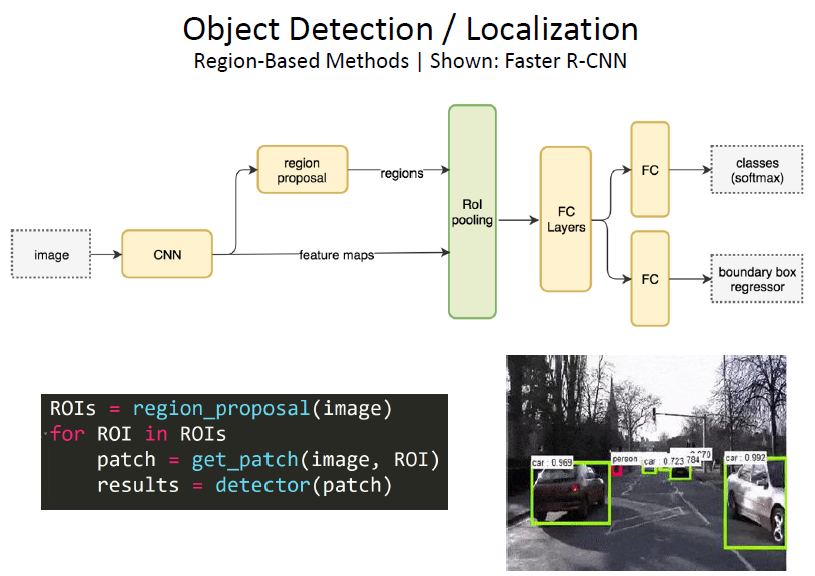 Object Detection / Localization
Region-Based Methods | Shown: Faster R-CNN
region
proposal
regions
image
CNN
feature maps
RoI
pooling
FC
Layers
FC
classes
(softmax)
FC
boundary box
regressor
ROIs = region_proposal(image)
for ROI in ROIs
    patch = get_patch(image, ROI)
    results = detector(patch)
car : 0.969
person
car
0.723
784
car : 0.992